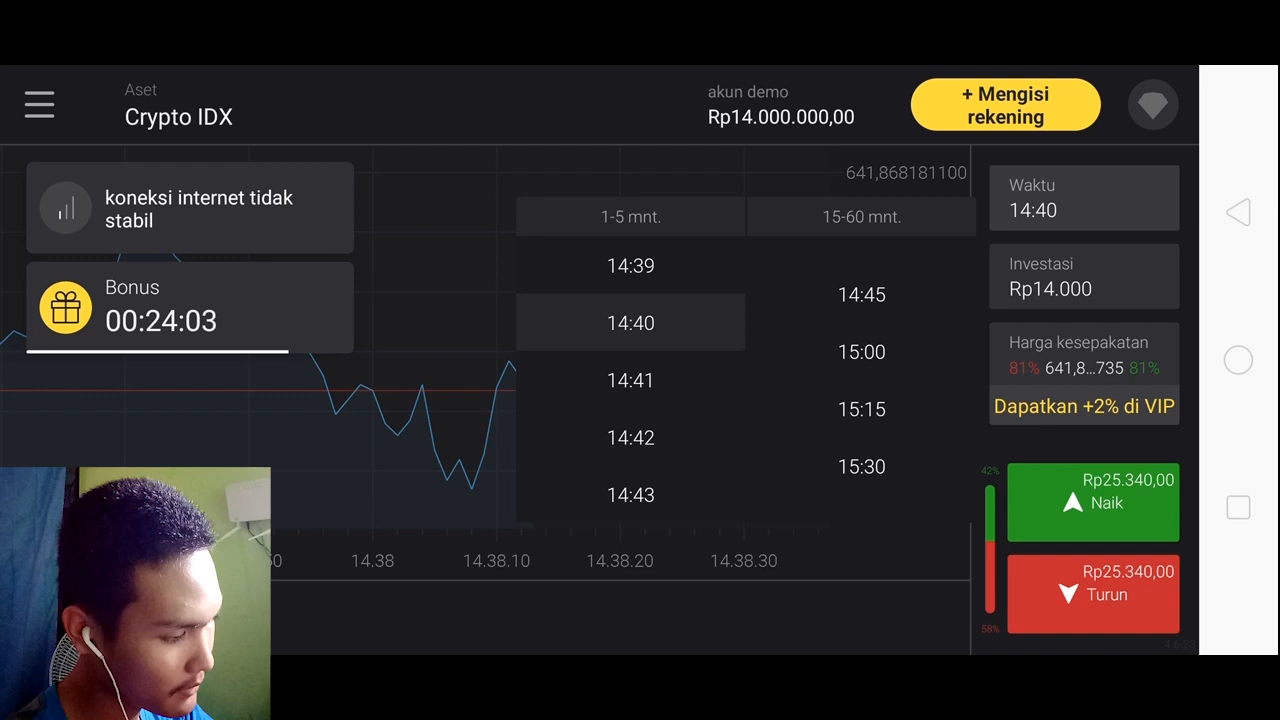 Aset
Crypto IDX
akun demo
Rp14.000.000,00
+ Mengisi
rekening
koneksi internet tidak
stabil
Bonus
00:24:03
641,868181100
1-5 mnt.
15-60 mnt.
14:39
14:40
14:41
14:42
14:43
14:45
15:00
15:15
15:30
Waktu
14:40
Investasi
Rp14.000
Harga kesepakatan
81% 641,8...735 81%
Dapatkan +2% di VIP
42%
Rp25.340,00
Naik
Rp25.340,00
Turun
58%
14.38
14.38.10
14.38.20
14.38.30